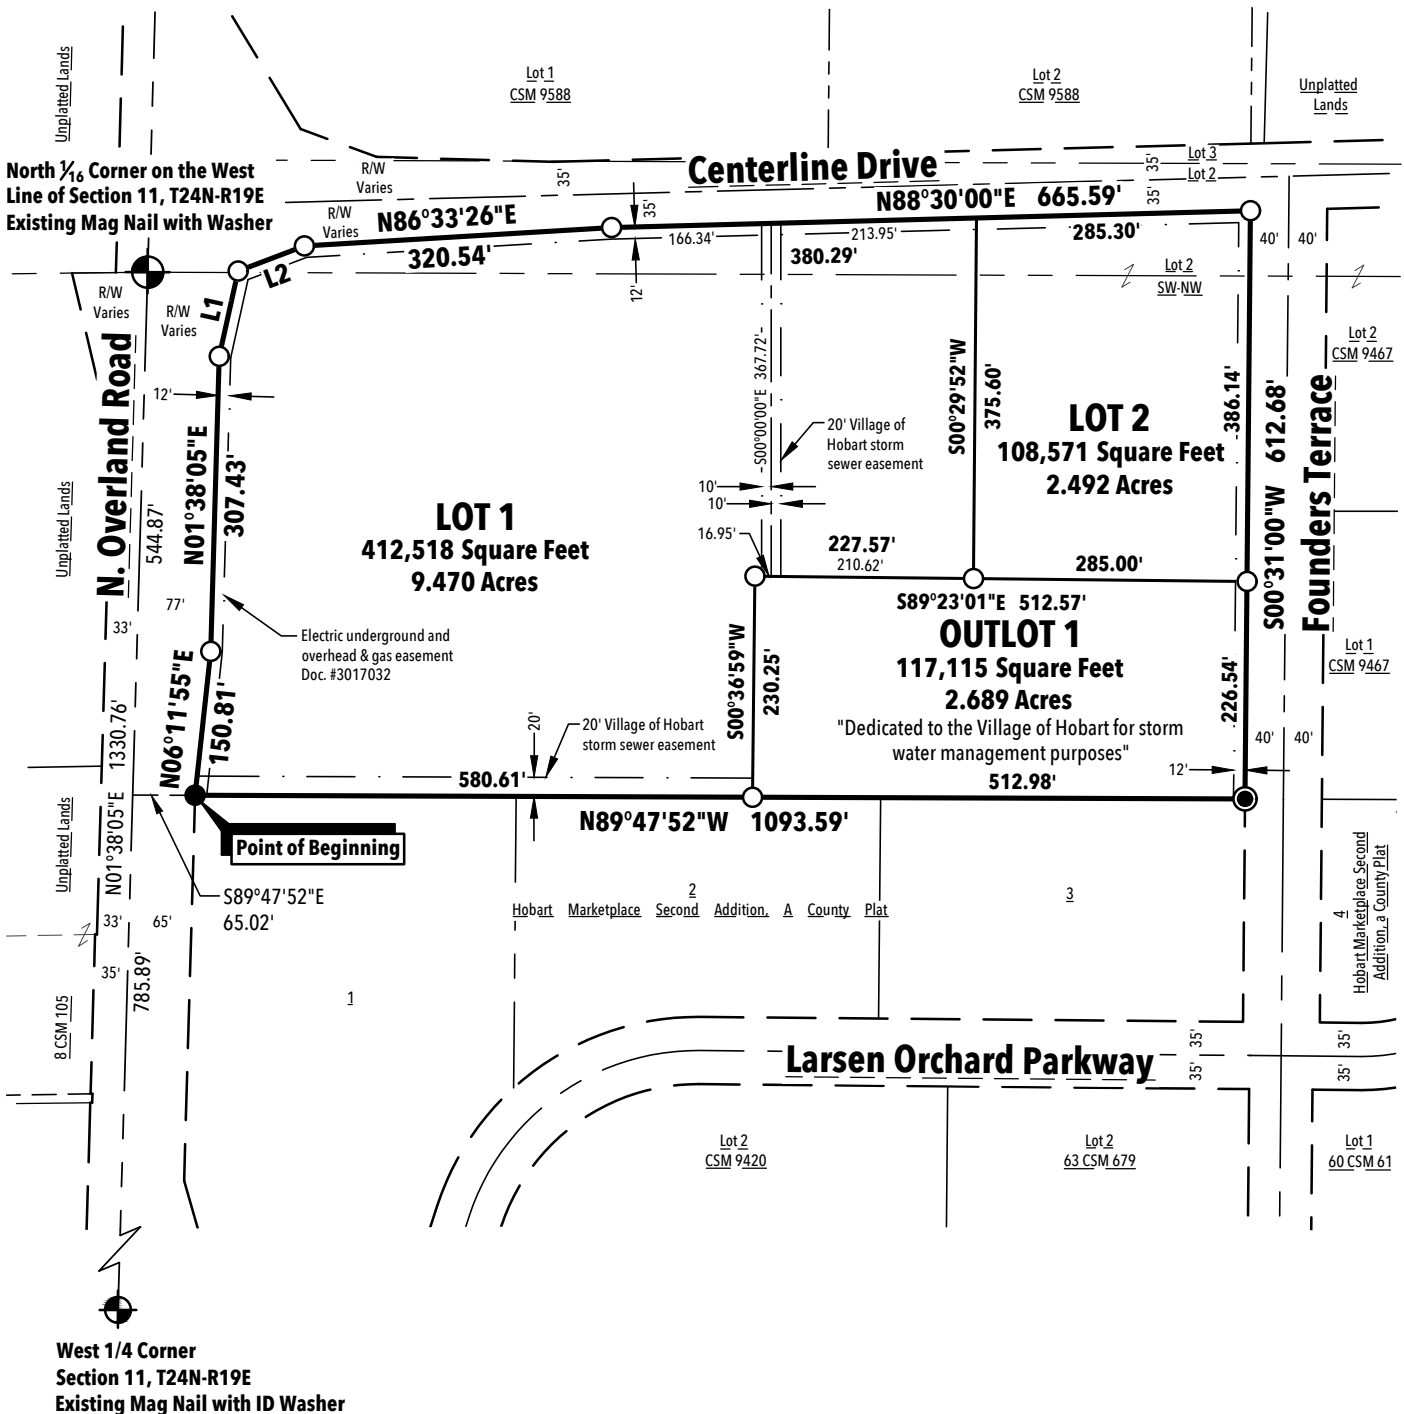 Unplatted Lands
Lot 1
CSM 9588
Lot 2
CSM 9588
Unplatted
Lands
North 1⁄16 Corner on the West
Line of Section 11, T24N-R19E
Existing Mag Nail with Washer
R/W
Varies
35'
Centerline Drive
35'
Lot 3
Lot 2
35'
R/W
Varies
N86°33'26"E
320.54'
35'
N88°30'00"E 665.59'
166.34'
213.95'
380.29'
285.30'
40'
40'
L2
L1
12'
Lot 2
SW-NW
R/W
Varies
R/W
Varies
N. Overland Road
12'
S00°00'00"E 367.72'
S00°29'52"W
375.60'
386.14'
S00°31'00"W 612.68'
Founders Terrace
Lot 2
CSM 9467
LOT 2
108,571 Square Feet
2.492 Acres
20' Village of
Hobart storm
sewer easement
10'
10'
N01°38'05"E
307.43'
LOT 1
412,518 Square Feet
9.470 Acres
Unplatted Lands
544.87'
16.95'
227.57'
210.62'
285.00'
S89°23'01"E 512.57'
77'
33'
Electric underground and
overhead & gas easement
Doc. #3017032
OUTLOT 1
117,115 Square Feet
2.689 Acres
"Dedicated to the Village of Hobart for storm
water management purposes"
S00°36'59"W
230.25'
226.54'
Lot 1
CSM 9467
N06°11'55"E
150.81'
20'
20' Village of Hobart
storm sewer easement
40'
40'
12'
580.61'
512.98'
N89°47'52"W 1093.59'
Point of Beginning
N01°38'05"E 1330.76'
Unplatted Lands
S89°47'52"E
65.02'
33'
65'
2
Hobart Marketplace Second Addition, A County Plat
3
4
Hobart Marketplace Second
Addition, a County Plat
35'
785.89'
1
8 CSM 105
Larsen Orchard Parkway
35'
35'
35'
35'
Lot 2
CSM 9420
Lot 2
63 CSM 679
Lot 1
60 CSM 61
West 1/4 Corner
Section 11, T24N-R19E
Existing Mag Nail with ID Washer